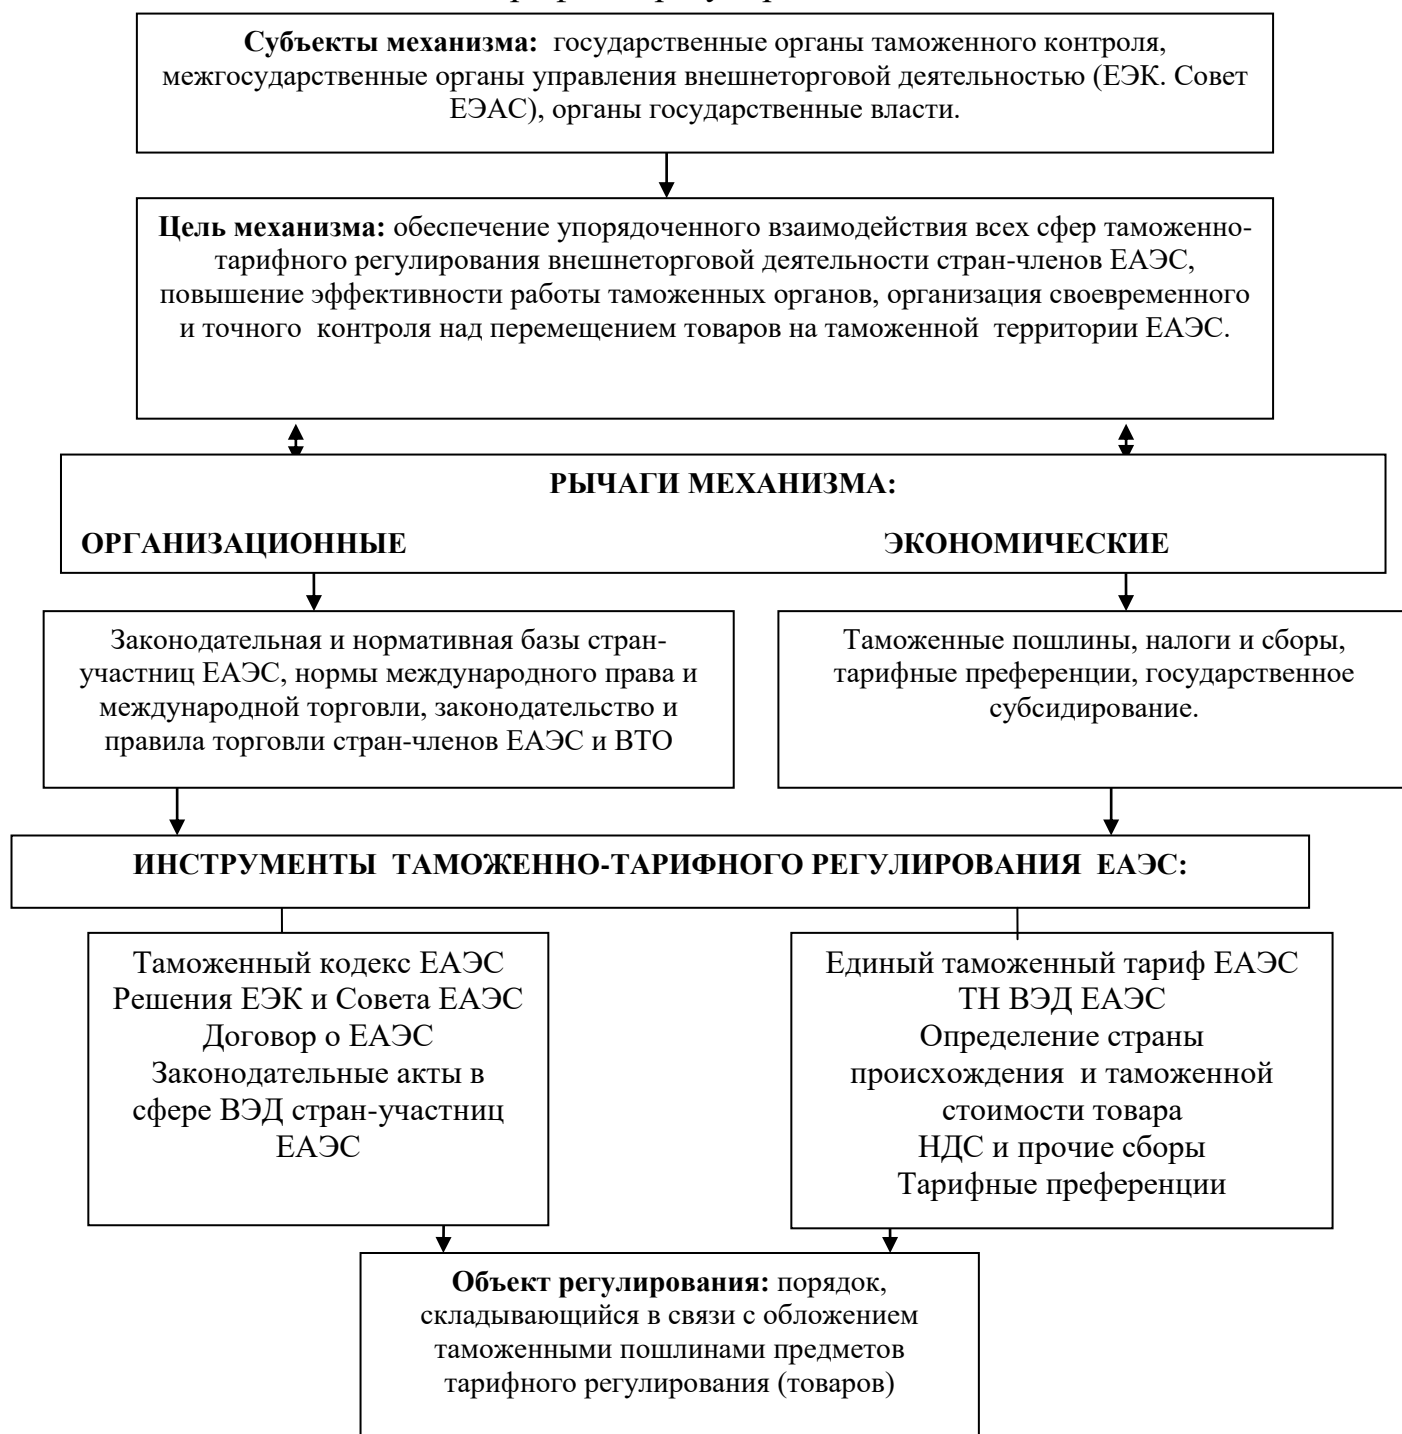 Субъекты механизма: государственные органы таможенного контроля,
межгосударственные органы управления внешнеторговой деятельностью (ЕЭК. Совет
ЕЭАС), органы государственные власти.
Цель механизма: обеспечение упорядоченного взаимодействия всех сфер таможенно-
тарифного регулирования внешнеторговой деятельности стран-членов ЕАЭС,
повышение эффективности работы таможенных органов, организация своевременного
и точного контроля над перемещением товаров на таможенной территории ЕАЭС.
РЫЧАГИ МЕХАНИЗМА:
ОРГАНИЗАЦИОННЫЕ ЭКОНОМИЧЕСКИЕ
Законодательная и нормативная базы стран-
участниц ЕАЭС, нормы международного права и
международной торговли, законодательство и
правила торговли стран-членов ЕАЭС и ВТО
Таможенные пошлины, налоги и сборы,
тарифные преференции, государственное
субсидирование.
ИНСТРУМЕНТЫ ТАМОЖЕННО-ТАРИФНОГО РЕГУЛИРОВАНИЯ ЕАЭС:
Таможенный кодекс ЕАЭС
Решения ЕЭК и Совета ЕАЭС
Договор о ЕАЭС
Законодательные акты в
сфере ВЭД стран-участниц
ЕАЭС
Единый таможенный тариф ЕАЭС
ТН ВЭД ЕАЭС
Определение страны
происхождения и таможенной
стоимости товара
НДС и прочие сборы
Тарифные преференции
Объект регулирования: порядок,
складывающийся в связи с обложением
таможенными пошлинами предметов
тарифного регулирования (товаров)